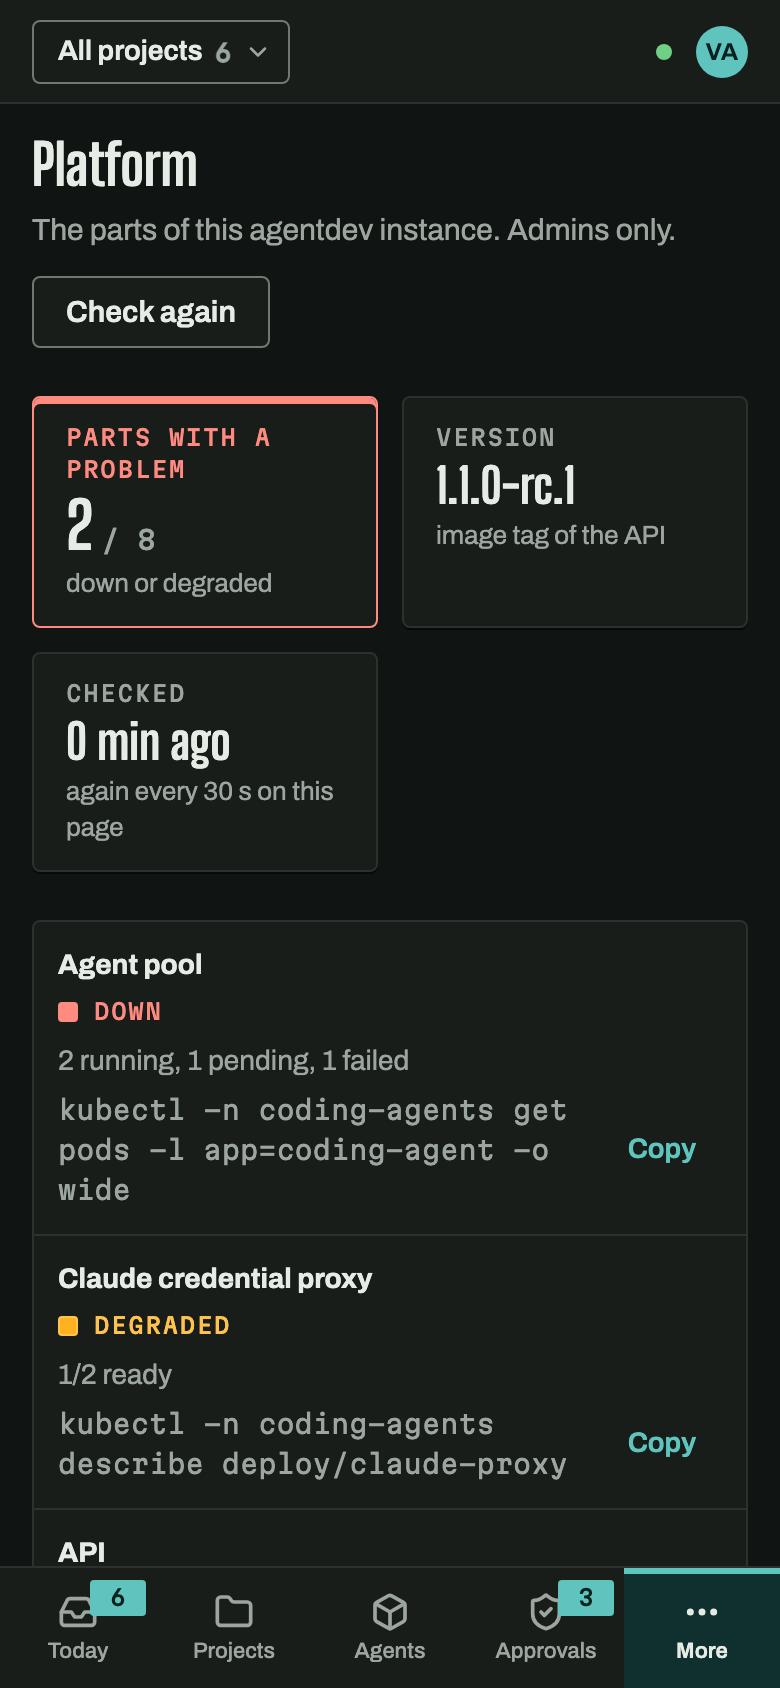 All projects 6
VA
Platform
The parts of this agentdev instance. Admins only.
Check again
PARTS WITH A
PROBLEM
2 / 8
down or degraded
VERSION
1.1.0-rc.1
image tag of the API
CHECKED
0 min ago
again every 30 s on this
page
Agent pool
DOWN
2 running, 1 pending, 1 failed
kubectl -n coding-agents get
pods -l app=coding-agent -o
wide
Copy
Claude credential proxy
DEGRADED
1/2 ready
kubectl -n coding-agents
describe deploy/claude-proxy
Copy
API
6
3
Today
Projects
Agents
Approvals
More